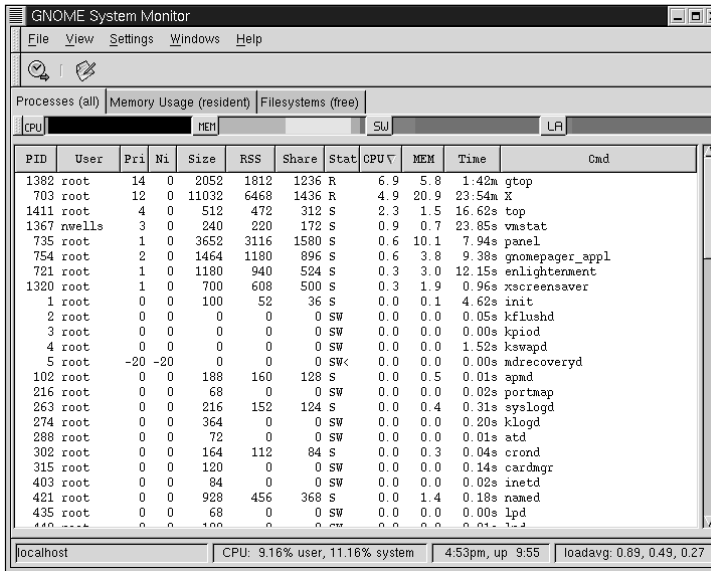 GNOME System Monitor
File View Settings Windows Help
Processes (all) Memory Usage (resident) Filesystems (free)
CPU MEM SW LA
PID User Pri Ni Size RSS Share Stat CPU MEM Time Cmd
1382 root 14 0 2052 1812 1236 R 6.9 5.8 1:42m gtop
703 root 12 0 11032 6468 1436 R 4.9 20.9 23:54m X
1411 root 4 0 512 472 312 S 2.3 1.5 16.62s top
1367 nwells 3 0 240 220 172 S 0.9 0.7 23.85s vmstat
735 root 1 0 3652 3116 1580 S 0.6 10.1 7.94s panel
754 root 2 0 1464 1180 896 S 0.6 3.8 9.38s gnomepager_appl
721 root 1 0 1180 940 524 S 0.3 3.0 12.15s enlightenment
1320 root 1 0 700 608 500 S 0.3 1.9 0.96s xscreensaver
1 root 0 0 100 52 36 S 0.0 0.1 4.62s init
2 root 0 0 0 0 0 SW 0.0 0.0 0.05s kflushd
3 root 0 0 0 0 0 SW 0.0 0.0 0.00s kpiod
4 root 0 0 0 0 0 SW 0.0 0.0 1.52s kswapd
5 root -20 -20 0 0 0 SW< 0.0 0.0 0.00s mdrecoveryd
102 root 0 0 188 160 128 S 0.0 0.5 0.01s apmd
216 root 0 0 68 0 0 SW 0.0 0.0 0.02s portmap
263 root 0 0 216 152 124 S 0.0 0.4 0.31s syslogd
274 root 0 0 364 0 0 SW 0.0 0.0 0.20s klogd
288 root 0 0 72 0 0 SW 0.0 0.0 0.01s atd
302 root 0 0 164 112 84 S 0.0 0.3 0.04s crond
315 root 0 0 120 0 0 SW 0.0 0.0 0.14s cardmgr
403 root 0 0 84 0 0 SW 0.0 0.0 0.02s inetd
421 root 0 0 928 456 368 S 0.0 1.4 0.18s named
435 root 0 0 68 0 0 SW 0.0 0.0 0.00s lpd
localhost CPU: 9.16% user, 11.16% system 4:53pm, up 9:55 loadavg: 0.89, 0.49, 0.27